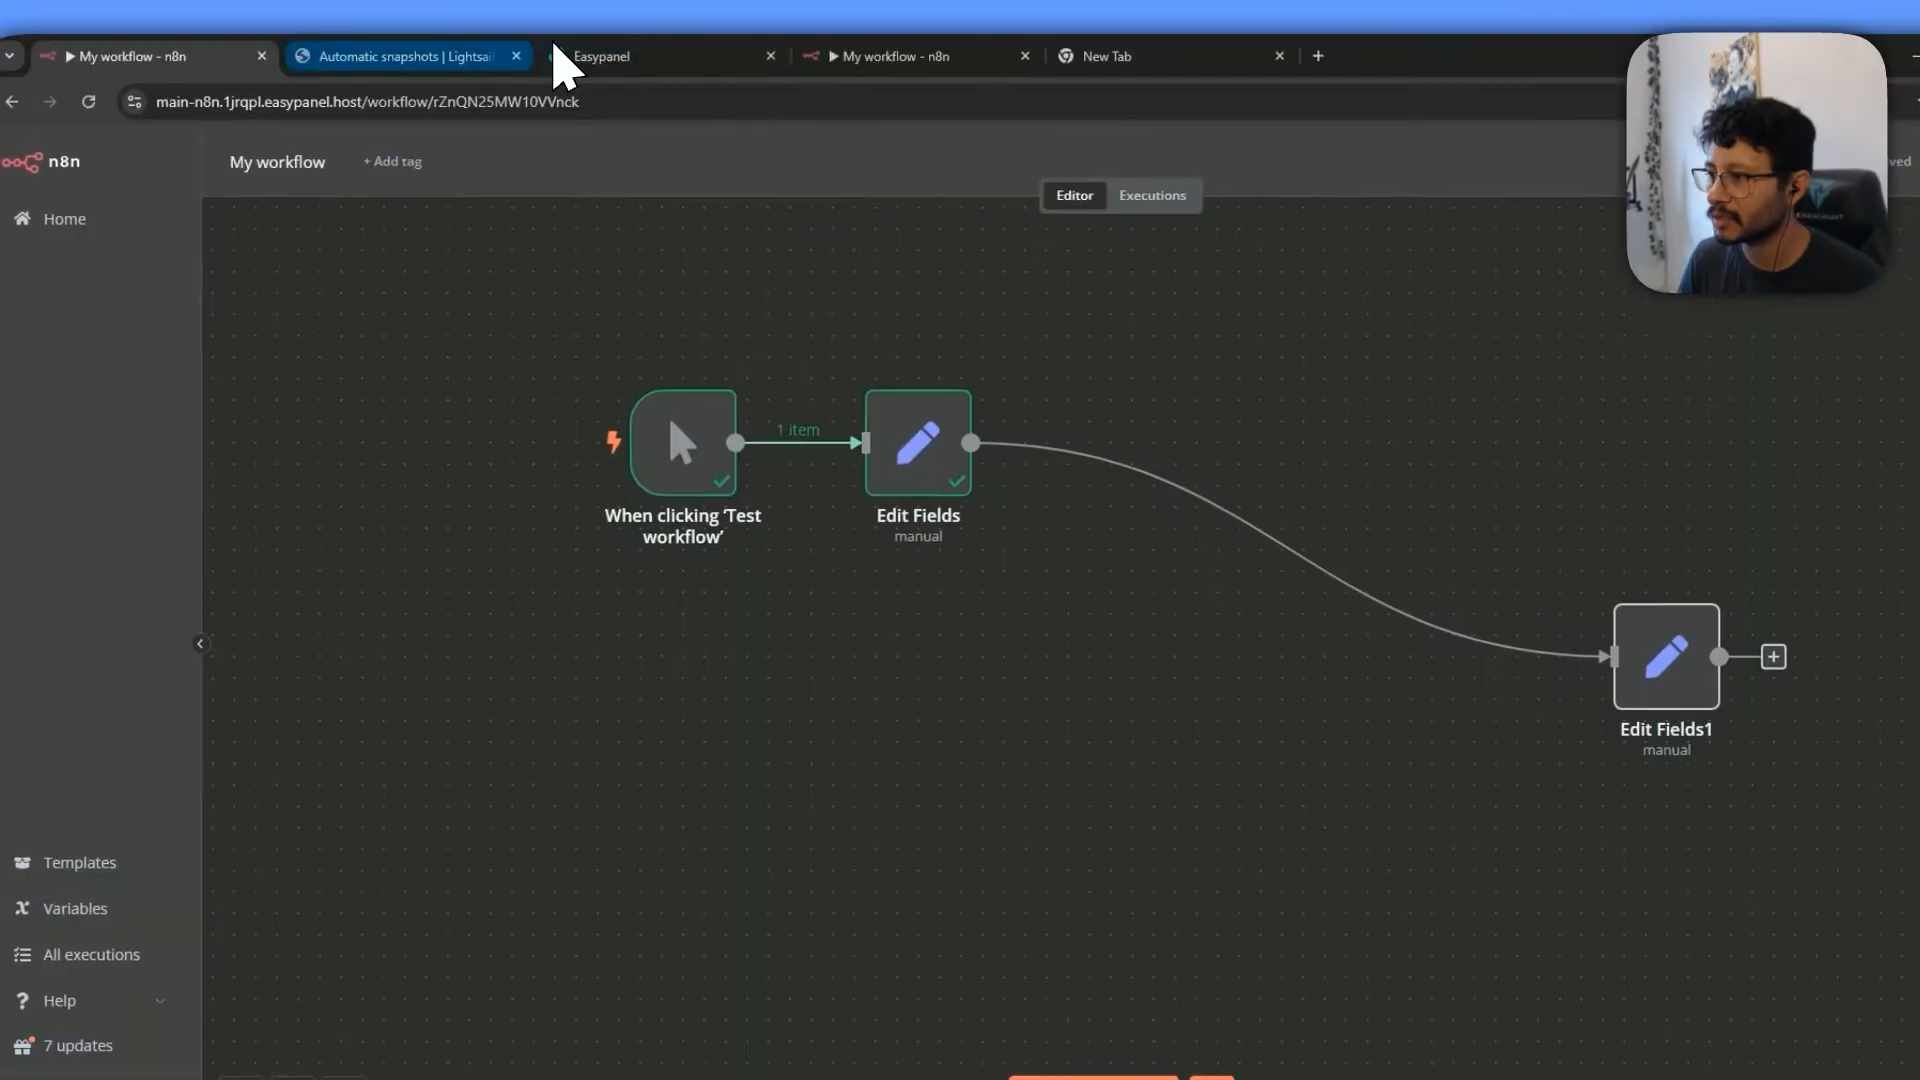 My workflow - n8n
Automatic snapshots | Lightsai
Easypanel
My workflow - n8n
New Tab
main-n8n.1jrqpl.easypanel.host/workflow/rZnQN25MW10VVnck
n8n
My workflow
+ Add tag
ved
Editor
Executions
Home
1 item
When clicking ‘Test
workflow’
Edit Fields
manual
Edit Fields1
manual
Templates
Variables
All executions
Help
7 updates